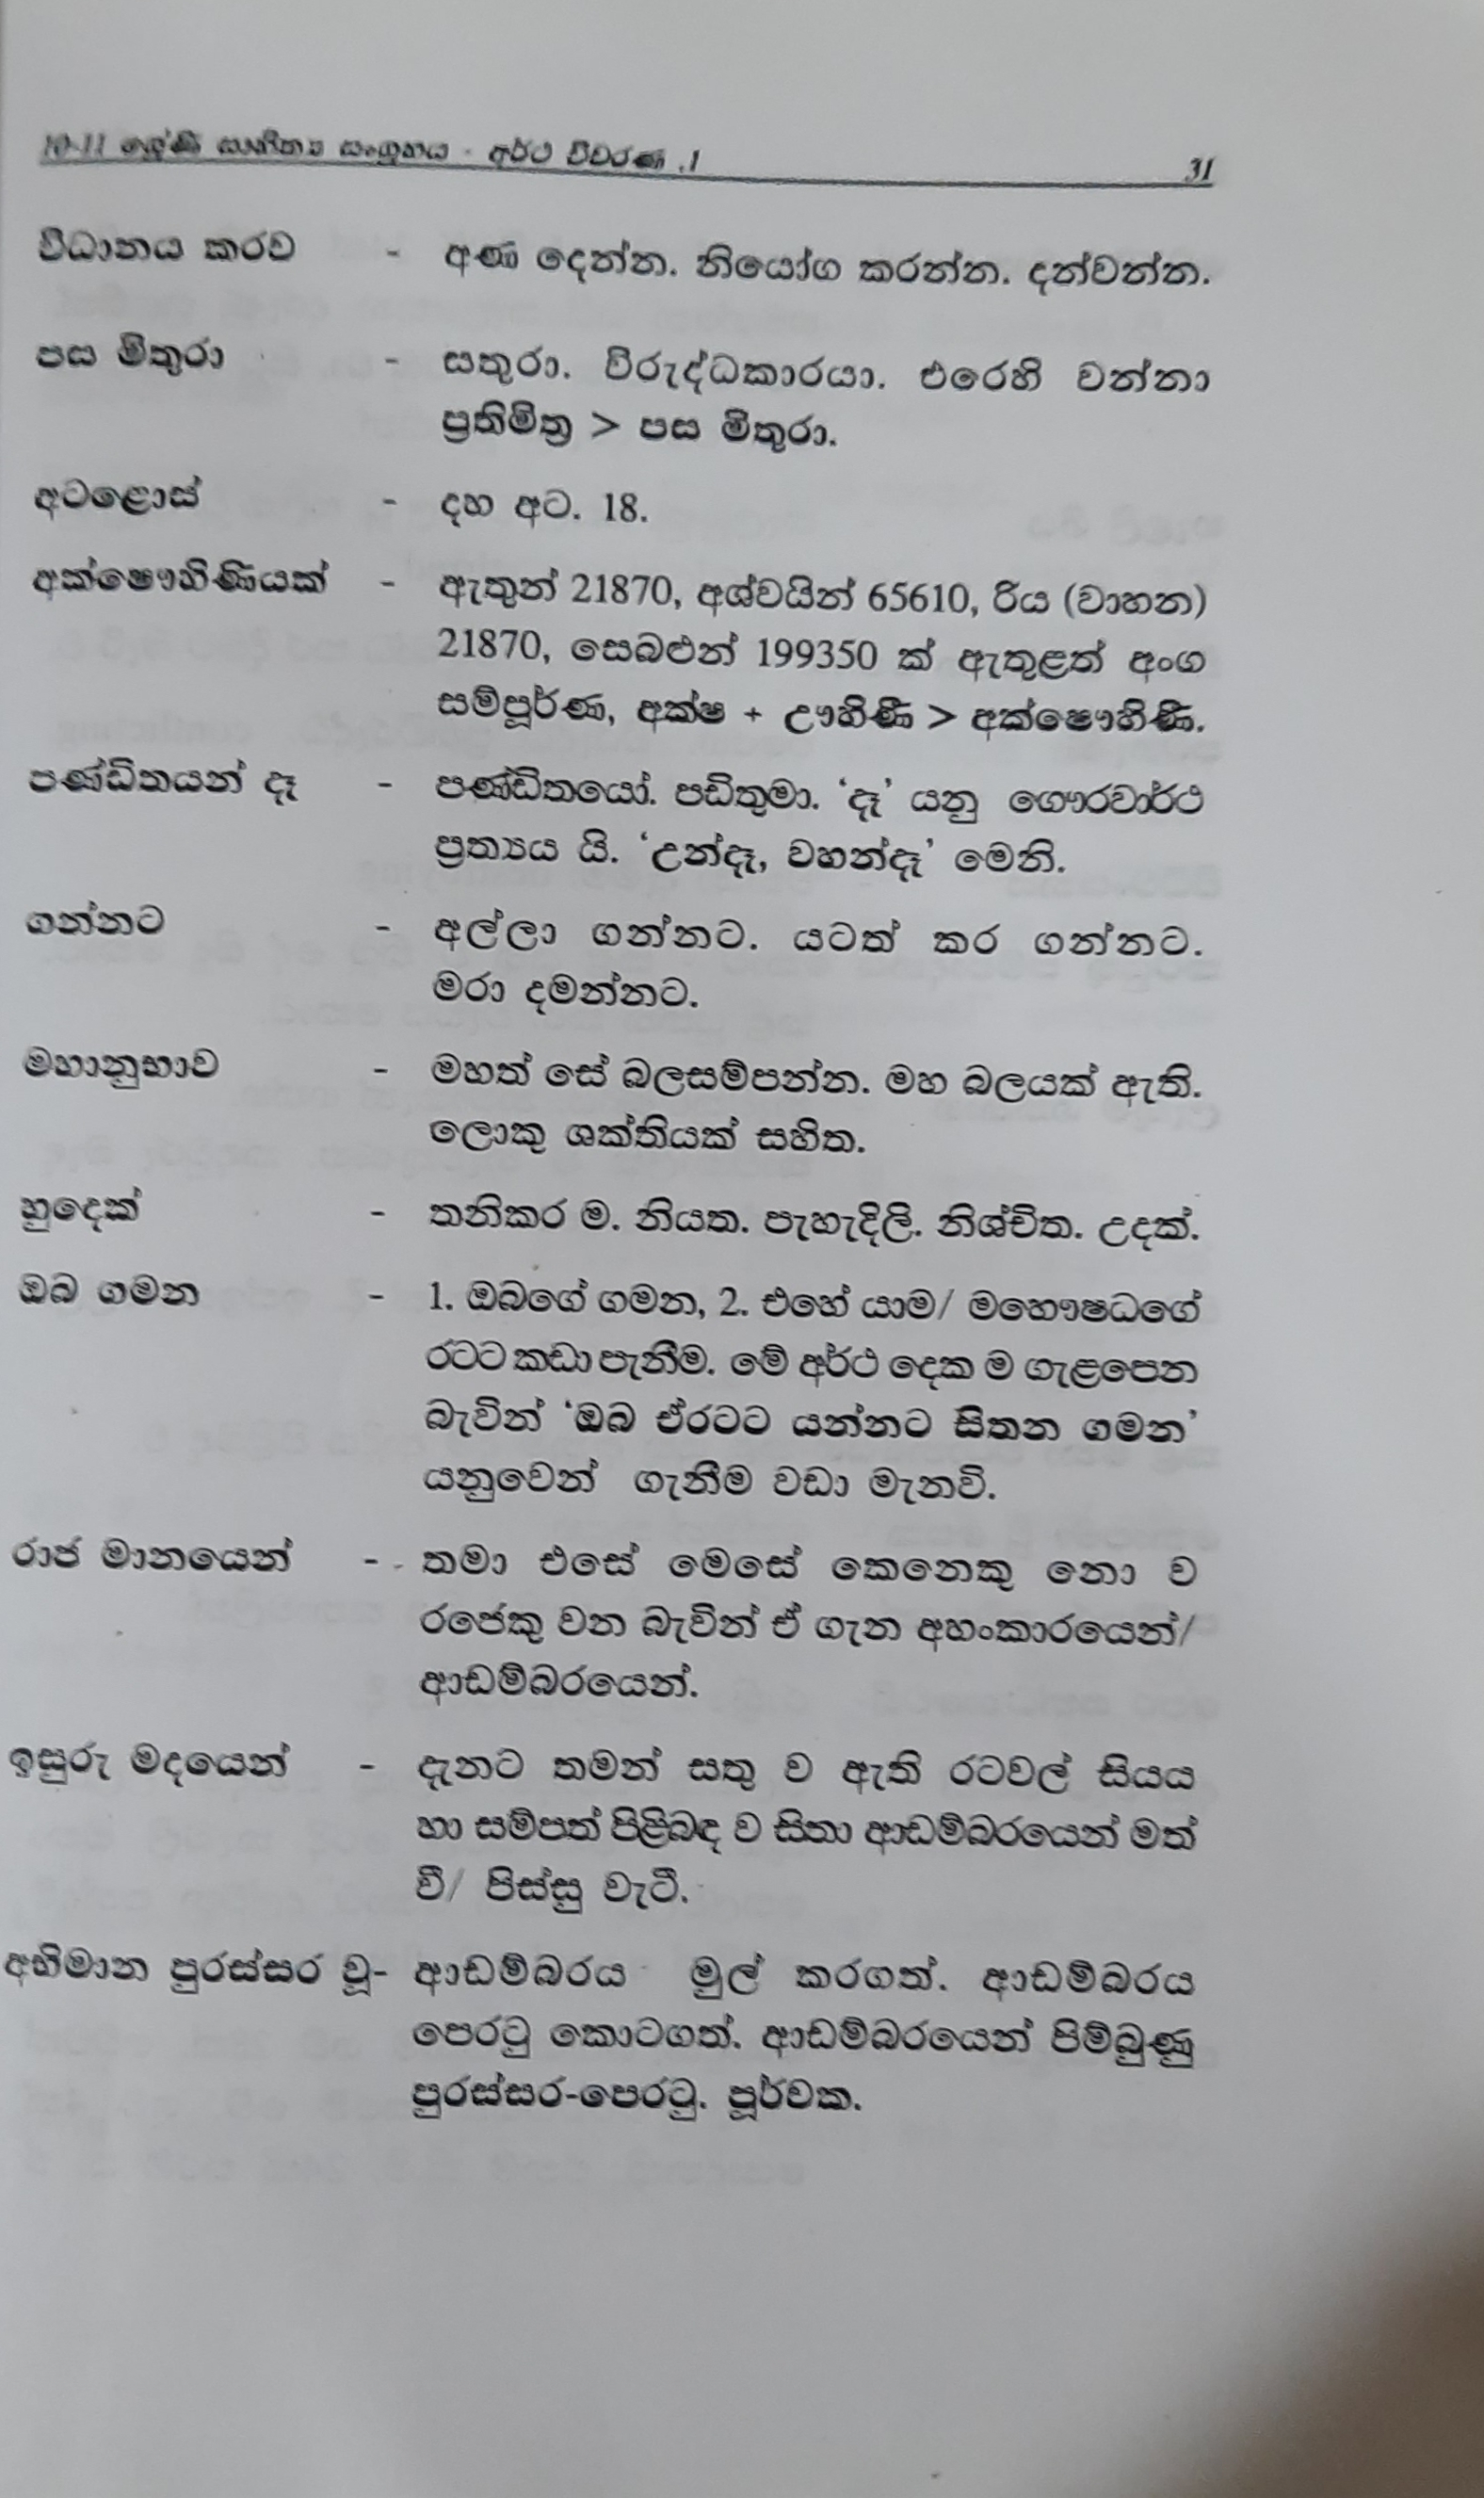 10-11 ශ්‍රේණි සාහිත්‍ය සංග්‍රහය - අර්ථ විවරණ .1 31
විධානය කරව - අණ දෙන්න. නියෝග කරන්න. දන්වන්න.
පස මිතුරා - සතුරා. විරුද්ධකාරයා. එරෙහි වන්නා
ප්‍රතිමිත්‍ර > පස මිතුරා.
අටළොස් - දහ අට. 18.
අක්ෂෞහිණියක් - ඇතුන් 21870, අශ්වයින් 65610, රිය (වාහන)
21870, සෙබළුන් 199350 ක් ඇතුළත් අංග
සම්පූර්ණ, අක්ෂ + ඌහිණී > අක්ෂෞහිණී.
පණ්ඩිතයන් දෑ - පණ්ඩිතයෝ. පඩිතුමා. ‘දෑ’ යනු ගෞරවාර්ථ
ප්‍රත්‍යය යි. ‘උන්දෑ, වහන්දෑ’ මෙනි.
ගන්නට - අල්ලා ගන්නට. යටත් කර ගන්නට.
මරා දමන්නට.
මහානුභාව - මහත් සේ බලසම්පන්න. මහ බලයක් ඇති.
ලොකු ශක්තියක් සහිත.
හුදෙක් - තනිකර ම. නියත. පැහැදිලි. නිශ්චිත. උදක්.
ඔබ ගමන - 1. ඔබගේ ගමන, 2. එහේ යාම/ මහෞෂධගේ
රටට කඩා පැනීම. මේ අර්ථ දෙක ම ගැළපෙන
බැවින් ‘ඔබ ඒරටට යන්නට සිතන ගමන’
යනුවෙන් ගැනීම වඩා මැනවි.
රාජ මානයෙන් - තමා එසේ මෙසේ කෙනෙකු නො ව
රජෙකු වන බැවින් ඒ ගැන අහංකාරයෙන්/
ආඩම්බරයෙන්.
ඉසුරු මදයෙන් - දැනට තමන් සතු ව ඇති රටවල් සියය
හා සම්පත් පිළිබඳ ව සිතා ආඩම්බරයෙන් මත්
වී/ පිස්සු වැටී.
අභිමාන පුරස්සර වූ- ආඩම්බරය මුල් කරගත්. ආඩම්බරය
පෙරටු කොටගත්. ආඩම්බරයෙන් පිම්බුණු
පුරස්සර-පෙරටු. පූර්වක.